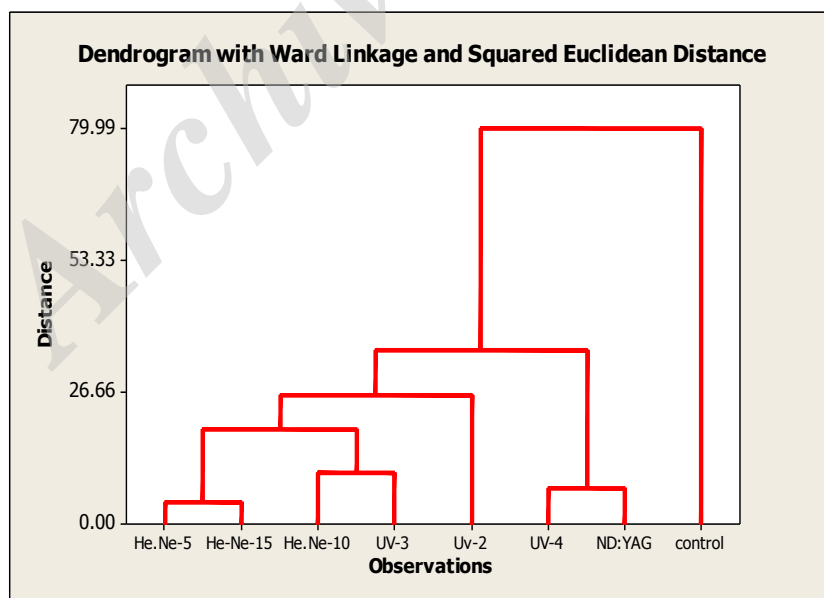 Dendrogram with Ward Linkage and Squared Euclidean Distance
79.99
53.33
26.66
0.00
Distance
He.Ne-5 He-Ne-15 He.Ne-10 UV-3 Uv-2 UV-4 ND:YAG control
Observations